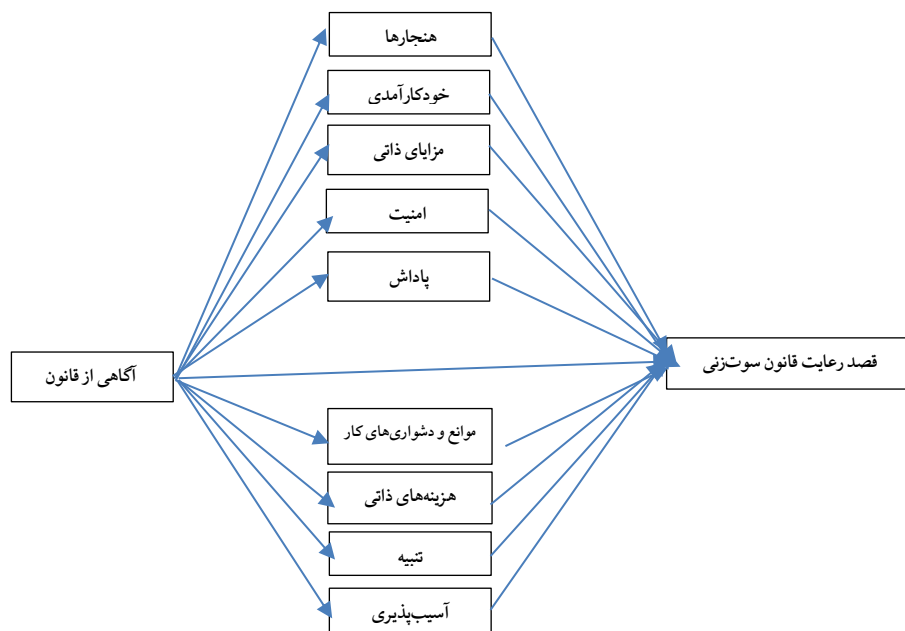 هنجارها
خودکارآمدی
مزایای ذاتی
امنیت
پاداش
قصد رعایت قانون سوت‌زنی
آگاهی از قانون
موانع و دشواری‌های کار
هزینه‌های ذاتی
تنبیه
آسیب‌پذیری